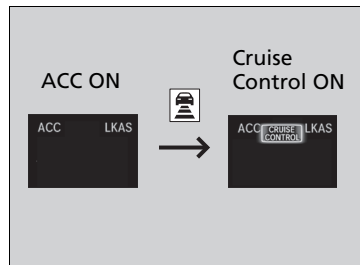 ACC ON
ACC LKAS
Cruise
Control ON
ACC CRUISE CONTROL LKAS